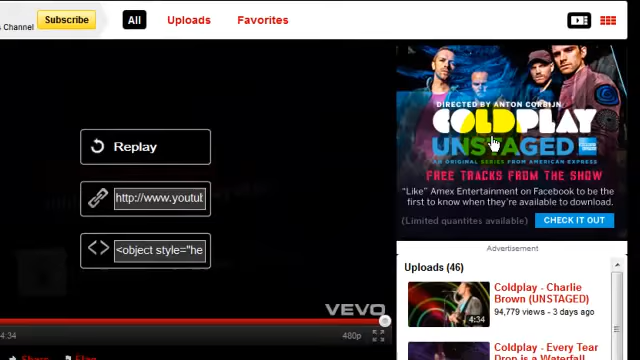 s Channel
Subscribe
All
Uploads
Favorites
DIRECTED BY ANTON CORBIJN
COLDPLAY
UNSTAGED
AN ORIGINAL SERIES FROM AMERICAN EXPRESS
FREE TRACKS FROM THE SHOW
“Like” Amex Entertainment on Facebook to be the
first to know when they're available to download.
(Limited quantites available)
CHECK IT OUT
Advertisement
Replay
http://www.youtut
<object style="he
vevo
4:34
480p
Share
Flag
Uploads (46)
Coldplay - Charlie
Brown (UNSTAGED)
94,779 views - 3 days ago
4:34
Coldplay - Every Tear
Drop is a Waterfall